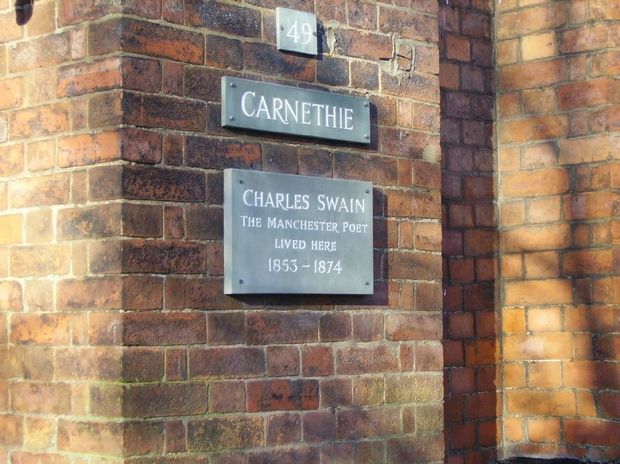 49
CARNETHIE
CHARLES SWAIN
THE MANCHESTER POET
LIVED HERE
1853 – 1874